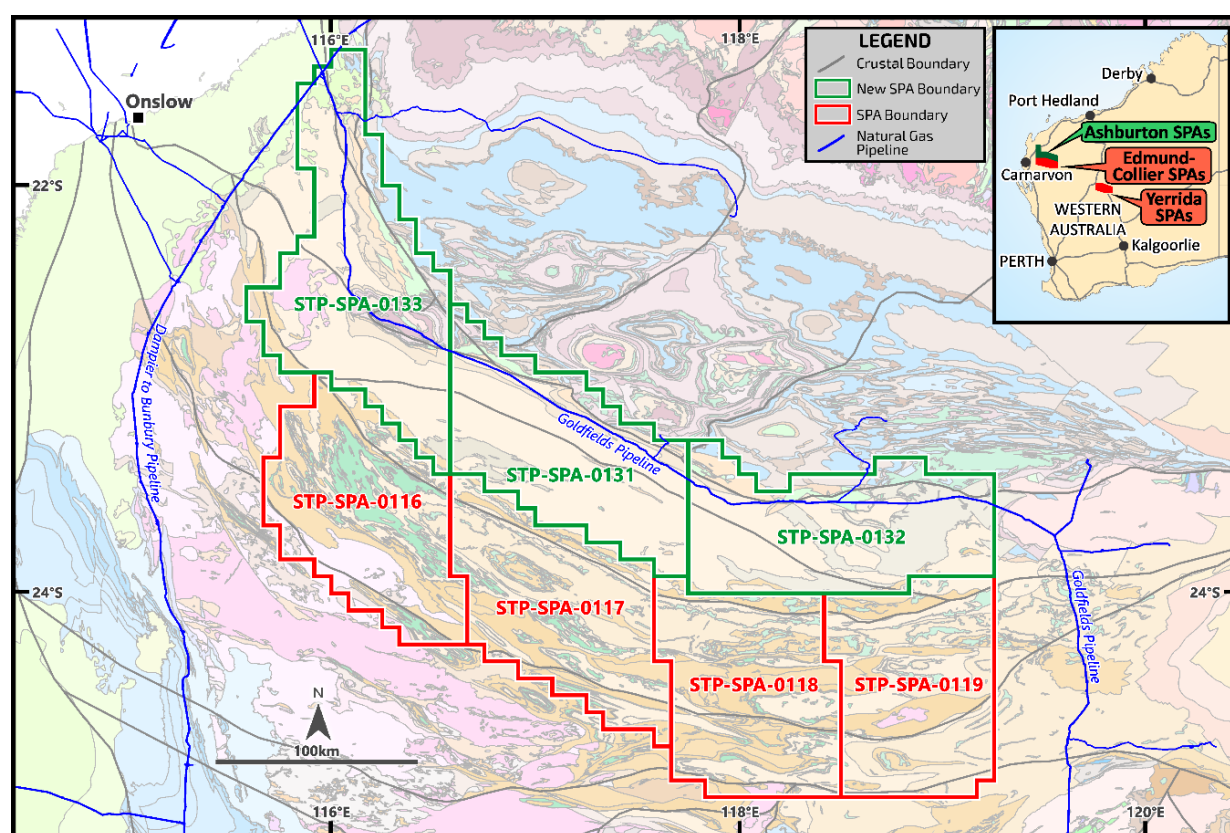 116°E
118°E
LEGEND
Crustal Boundary
New SPA Boundary
SPA Boundary
Natural Gas
Pipeline
Derby
Port Hedland
Ashburton SPAs
Edmund-
Collier SPAs
Carnarvon
Yerrida
SPAs
WESTERN
AUSTRALIA
Kalgoorlie
PERTH
Onslow
22°S
STP-SPA-0133
Dampier to Bunbury Pipeline
Goldfields Pipeline
STP-SPA-0131
STP-SPA-0116
STP-SPA-0132
24°S
24°S
STP-SPA-0117
Goldfields Pipeline
STP-SPA-0118
STP-SPA-0119
N
100km
116°E
118°E
120°E